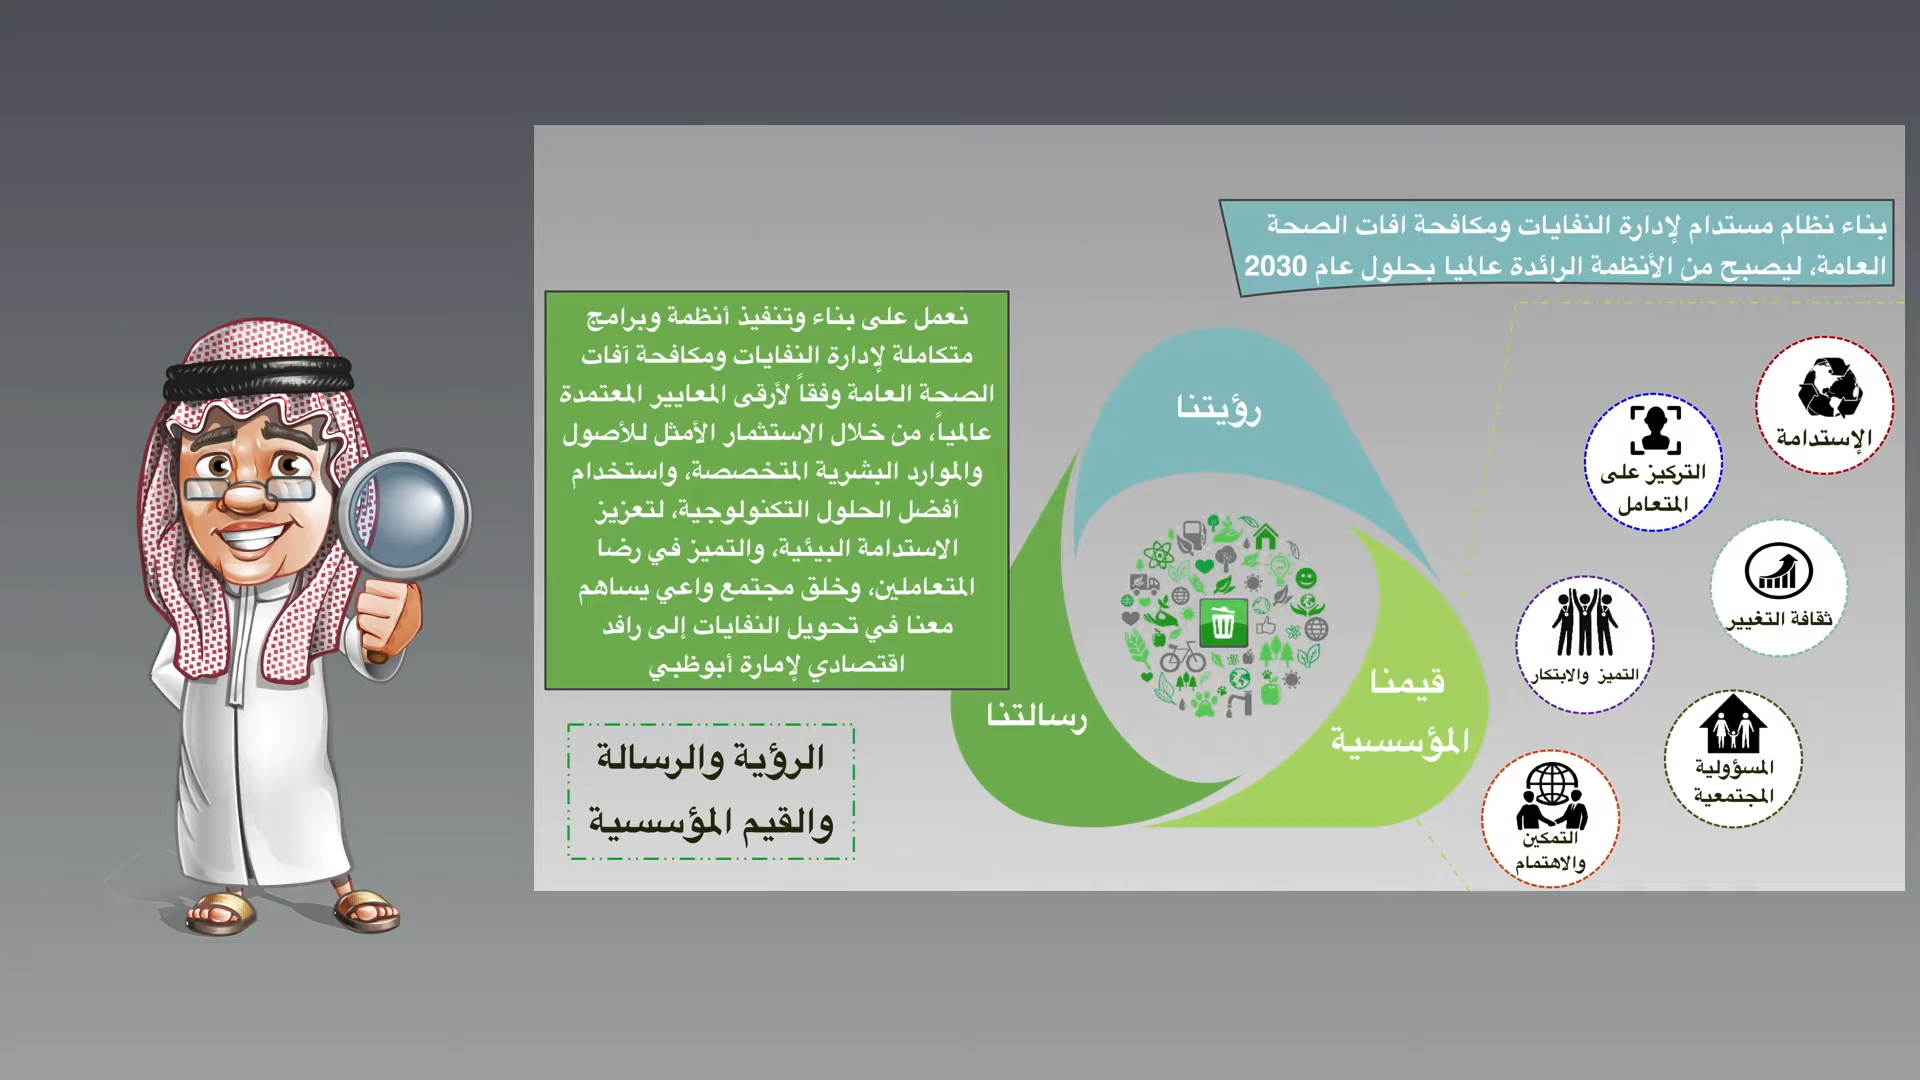 بناء نظام مستدام لإدارة النفايات ومكافحة افات الصحة
العامة، ليصبح من الأنظمة الرائدة عالميا بحلول عام 2030
رؤيتنا
نعمل على بناء وتنفيذ أنظمة وبرامج
متكاملة لإدارة النفايات ومكافحة آفات
الصحة العامة وفقاً لأرقى المعايير المعتمدة
عالمياً، من خلال الاستثمار الأمثل للأصول
والموارد البشرية المتخصصة، واستخدام
أفضل الحلول التكنولوجية، لتعزيز
الاستدامة البيئية، والتميز في رضا
المتعاملين، وخلق مجتمع واعي يساهم
معنا في تحويل النفايات إلى رافد
اقتصادي لإمارة أبوظبي
رسالتنا
قيمنا
المؤسسية
الإستدامة
التركيز على
المتعامل
ثقافة التغيير
التميز والابتكار
المسؤولية
المجتمعية
التمكين
والاهتمام
الرؤية والرسالة
والقيم المؤسسية